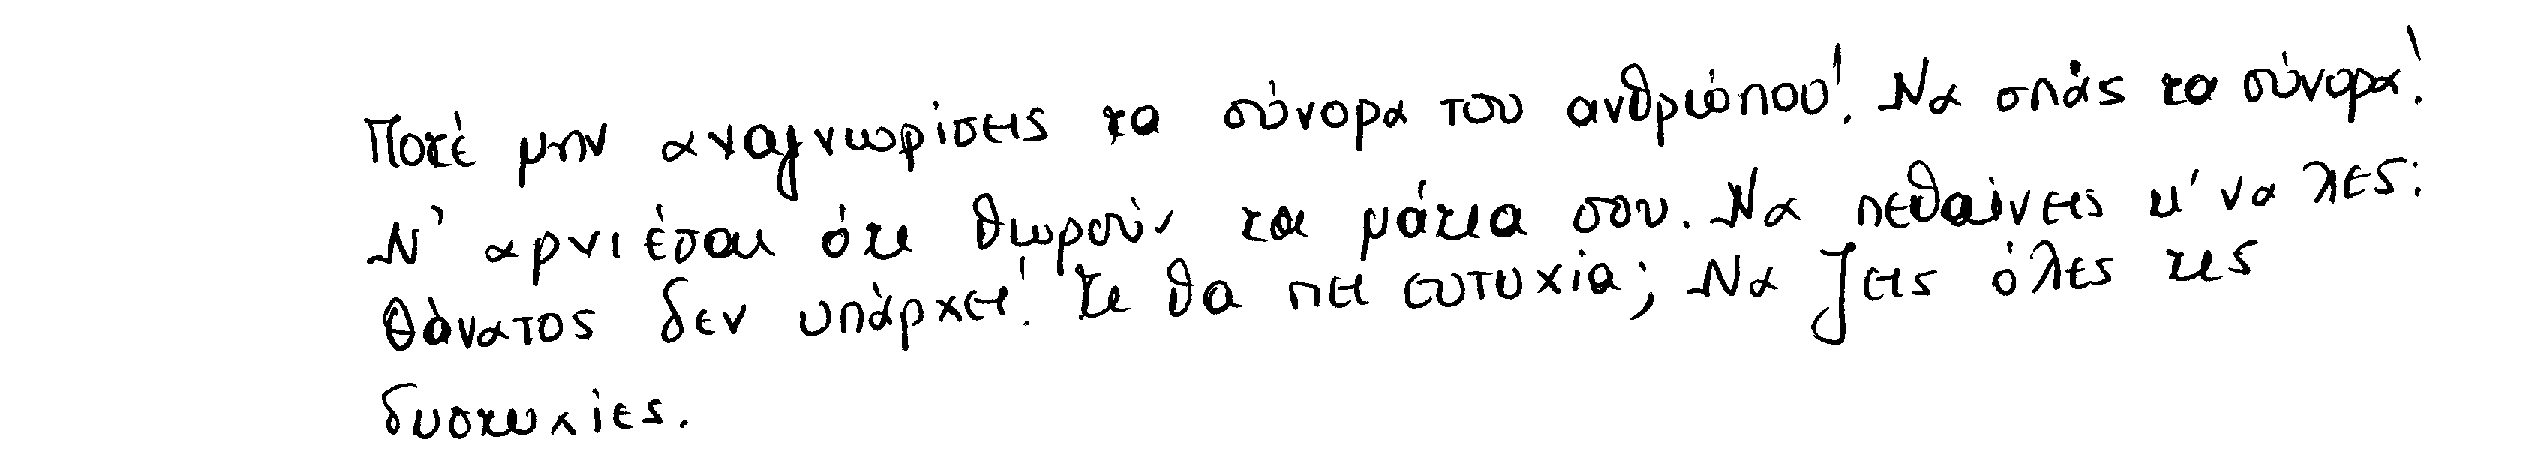 Ποτέ μην αναγνωρίσεις τα σύνορα του ανθρώπου! Να σπάς τα σύνορα!
Ν' αρνιέσαι ότι θωρούν τα μάτια σου. Να πεθαίνεις κ' να λες:
Θάνατος δεν υπάρχει! Τι θα πει ευτυχία; Να ζεις όλες τις
δυστυχίες.